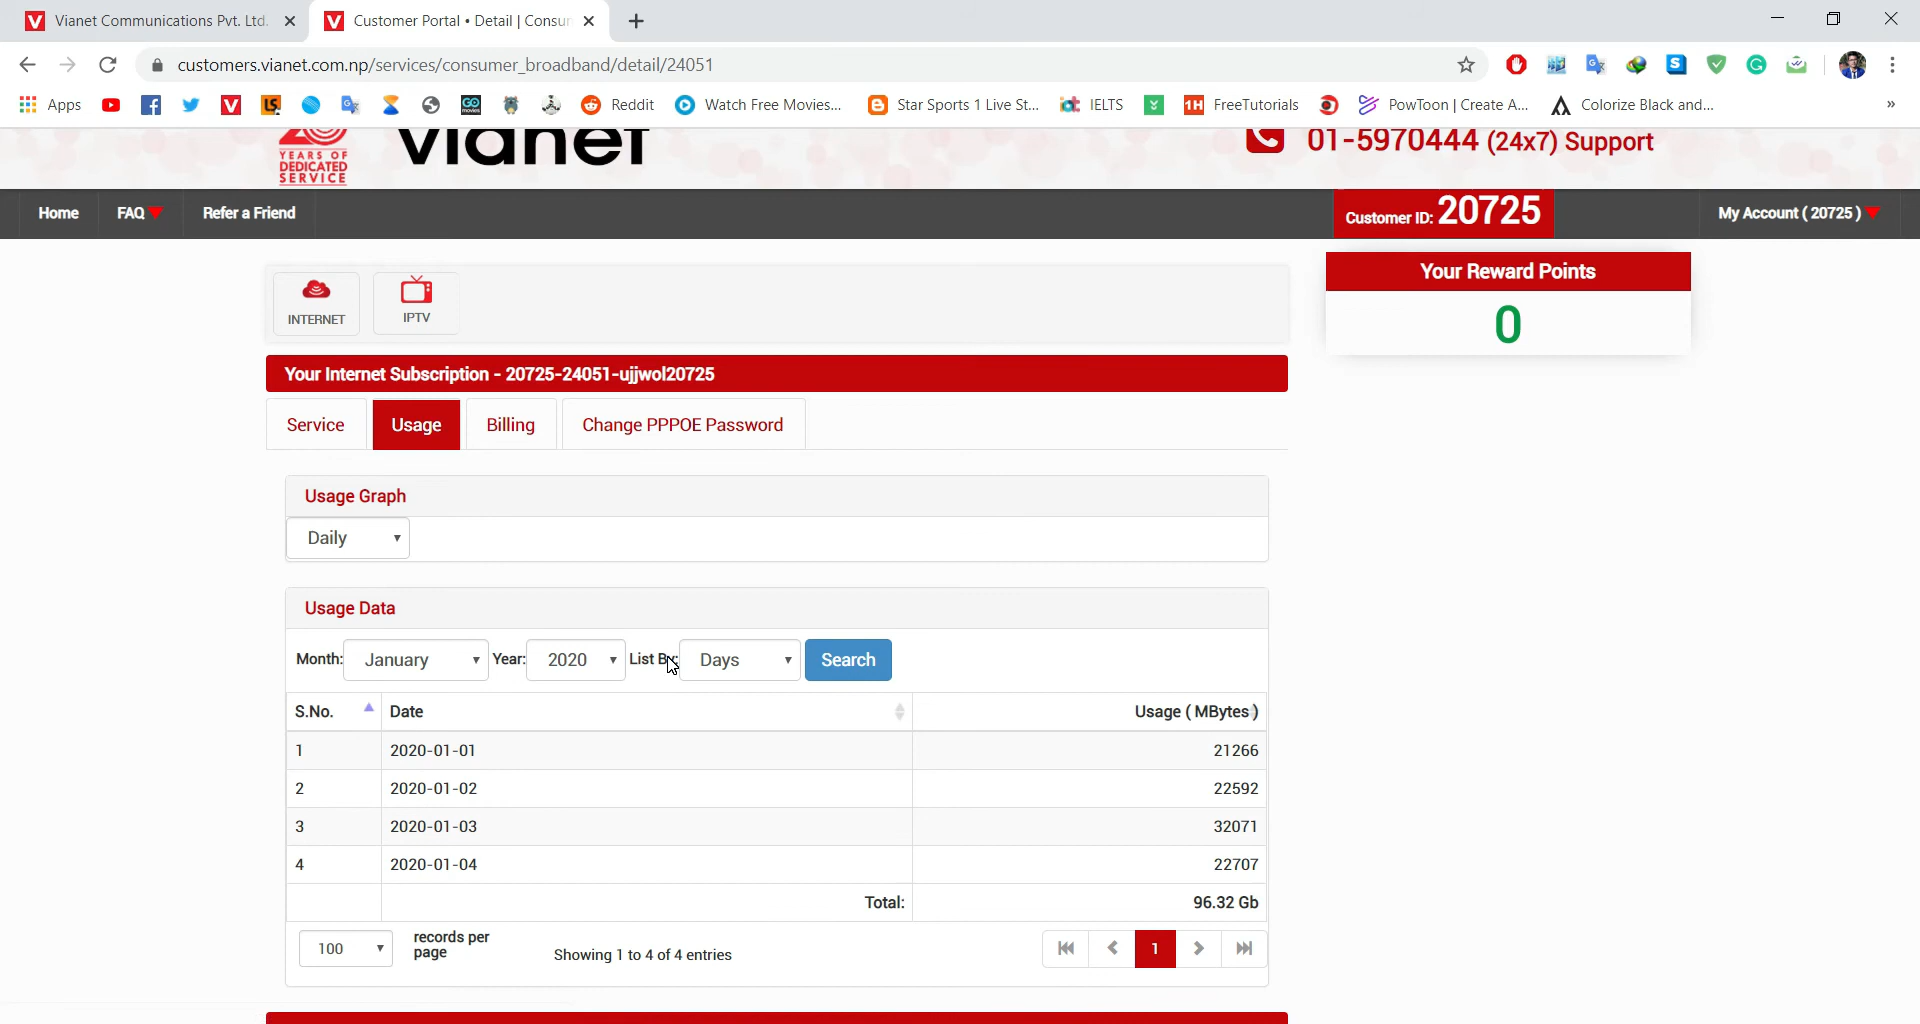 Vianet Communications Pvt. Ltd.
Customer Portal • Detail | Consu
customers.vianet.com.np/services/consumer_broadband/detail/24051
Apps
LS
GO
Reddit
Watch Free Movies...
Star Sports 1 Live St...
IELTS
1H FreeTutorials
PowToon | Create A...
Colorize Black and...
»
YEARS OF
DEDICATED
SERVICE
vianet
01-5970444 (24x7) Support
Home
FAQ
Refer a Friend
Customer ID: 20725
My Account ( 20725 )
INTERNET
IPTV
Your Reward Points
0
Your Internet Subscription - 20725-24051-ujjwol20725
Service
Usage
Billing
Change PPPOE Password
Usage Graph
Daily
Usage Data
Month: January Year: 2020 List By: Days Search
S.No. Date Usage ( MBytes )
1 2020-01-01 21266
2 2020-01-02 22592
3 2020-01-03 32071
4 2020-01-04 22707
Total: 96.32 Gb
100 records per page
Showing 1 to 4 of 4 entries
1